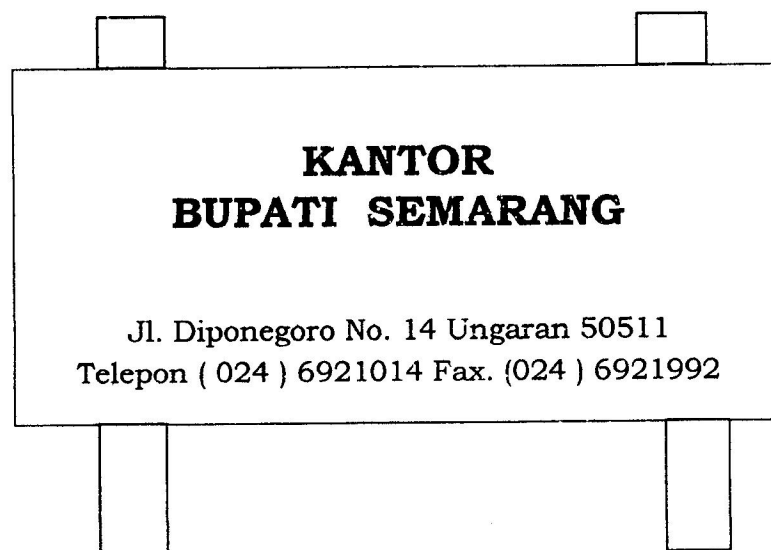 KANTOR
BUPATI SEMARANG
Jl. Diponegoro No. 14 Ungaran 50511
Telepon ( 024 ) 6921014 Fax. (024 ) 6921992